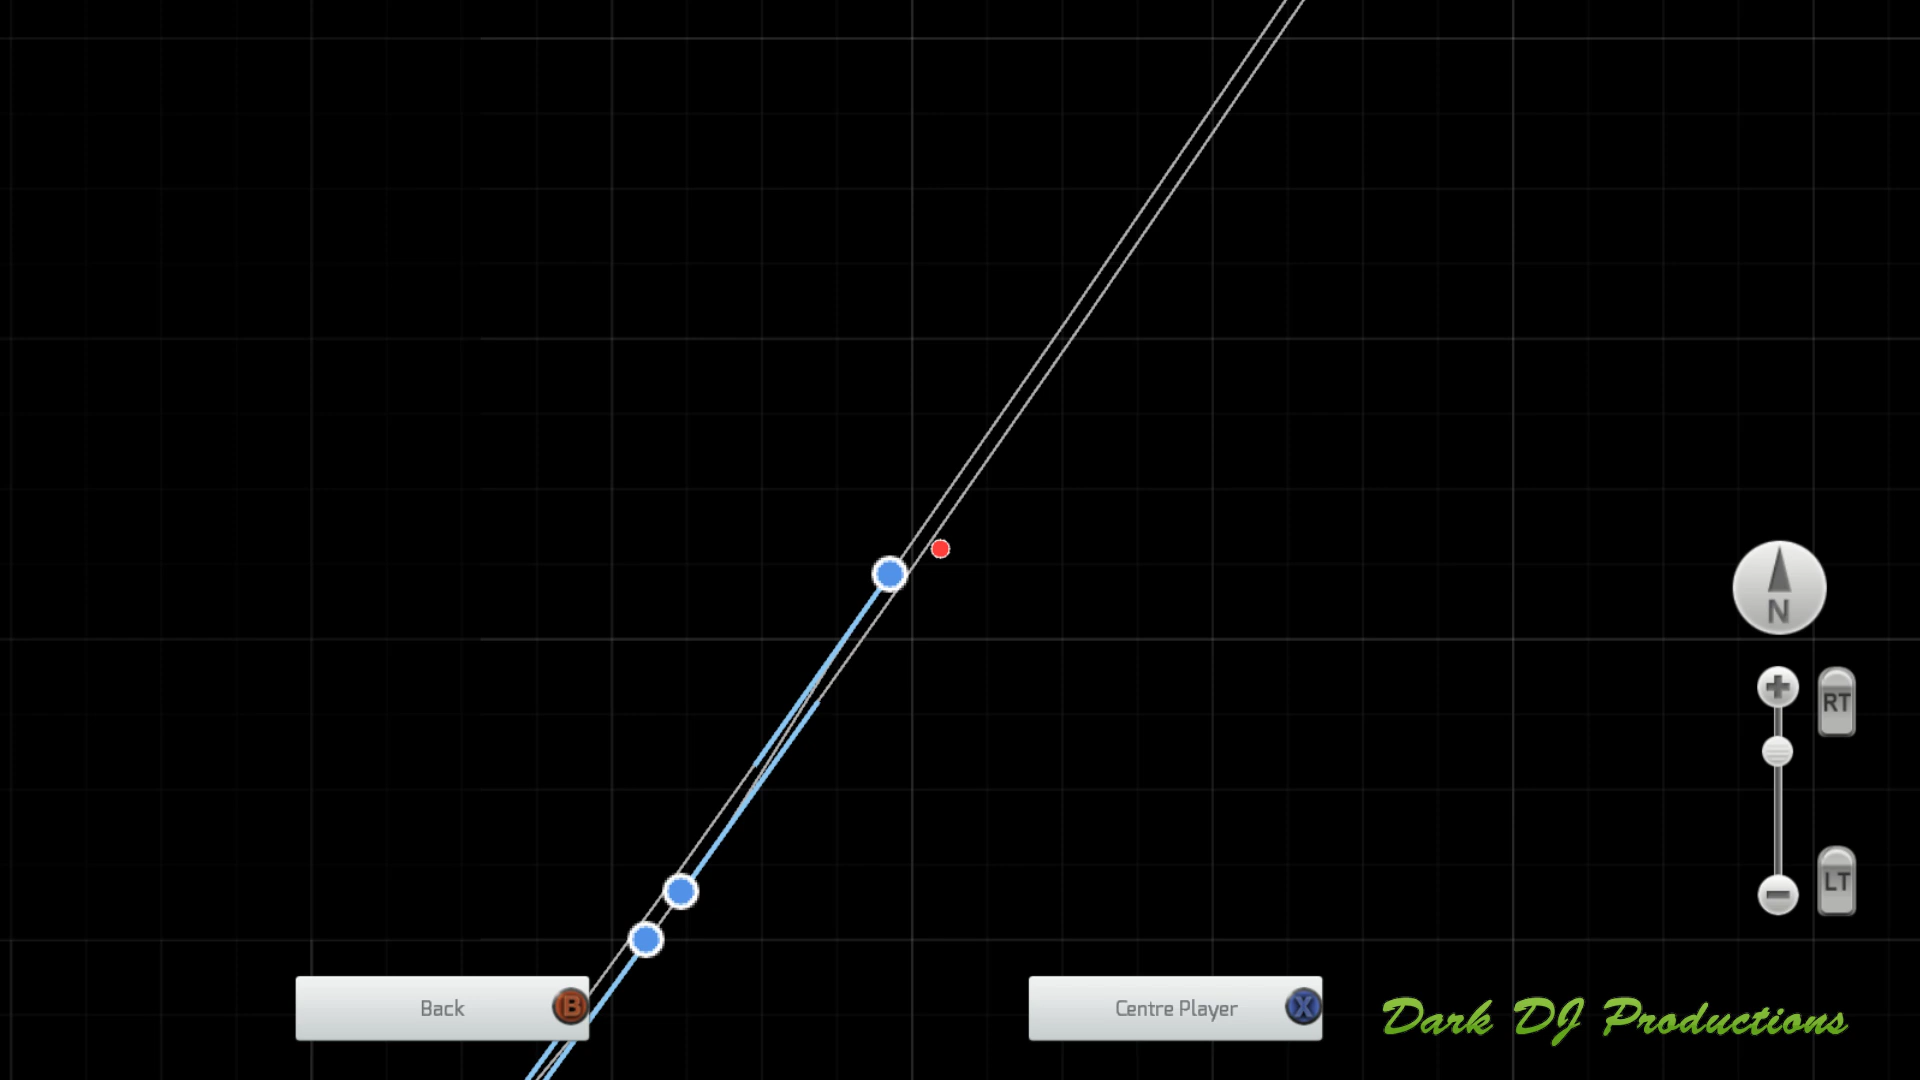 N
RT
LT
Back B
Centre Player X
Dark DJ Productions